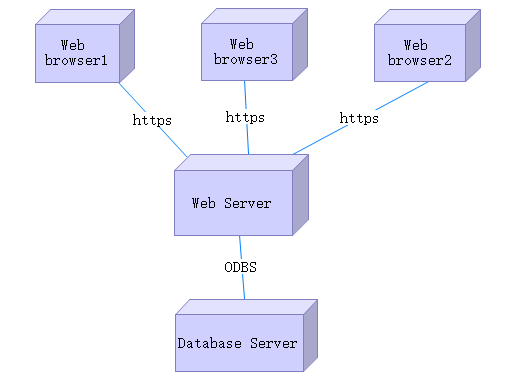 Web
browser1
Web
browser3
Web
browser2
https
https
https
Web Server
ODBS
Database Server